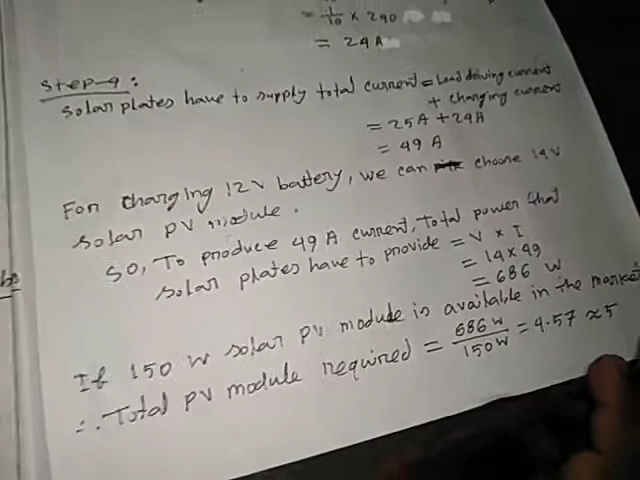 = 1/10 × 240
= 24A
Step-4:
Solar plates have to supply total current = Load driving current
+ charging current
= 25A + 24A
= 49 A
For charging 12V battery, we can choose 14V
solar PV module.
So, To produce 49 A current, Total power that
solar plates have to provide = V × I
= 14 × 49
= 686 W
If 150 W solar PV module is available in the market
∴ Total PV module required = 686W/150W = 4.57 ≈ 5